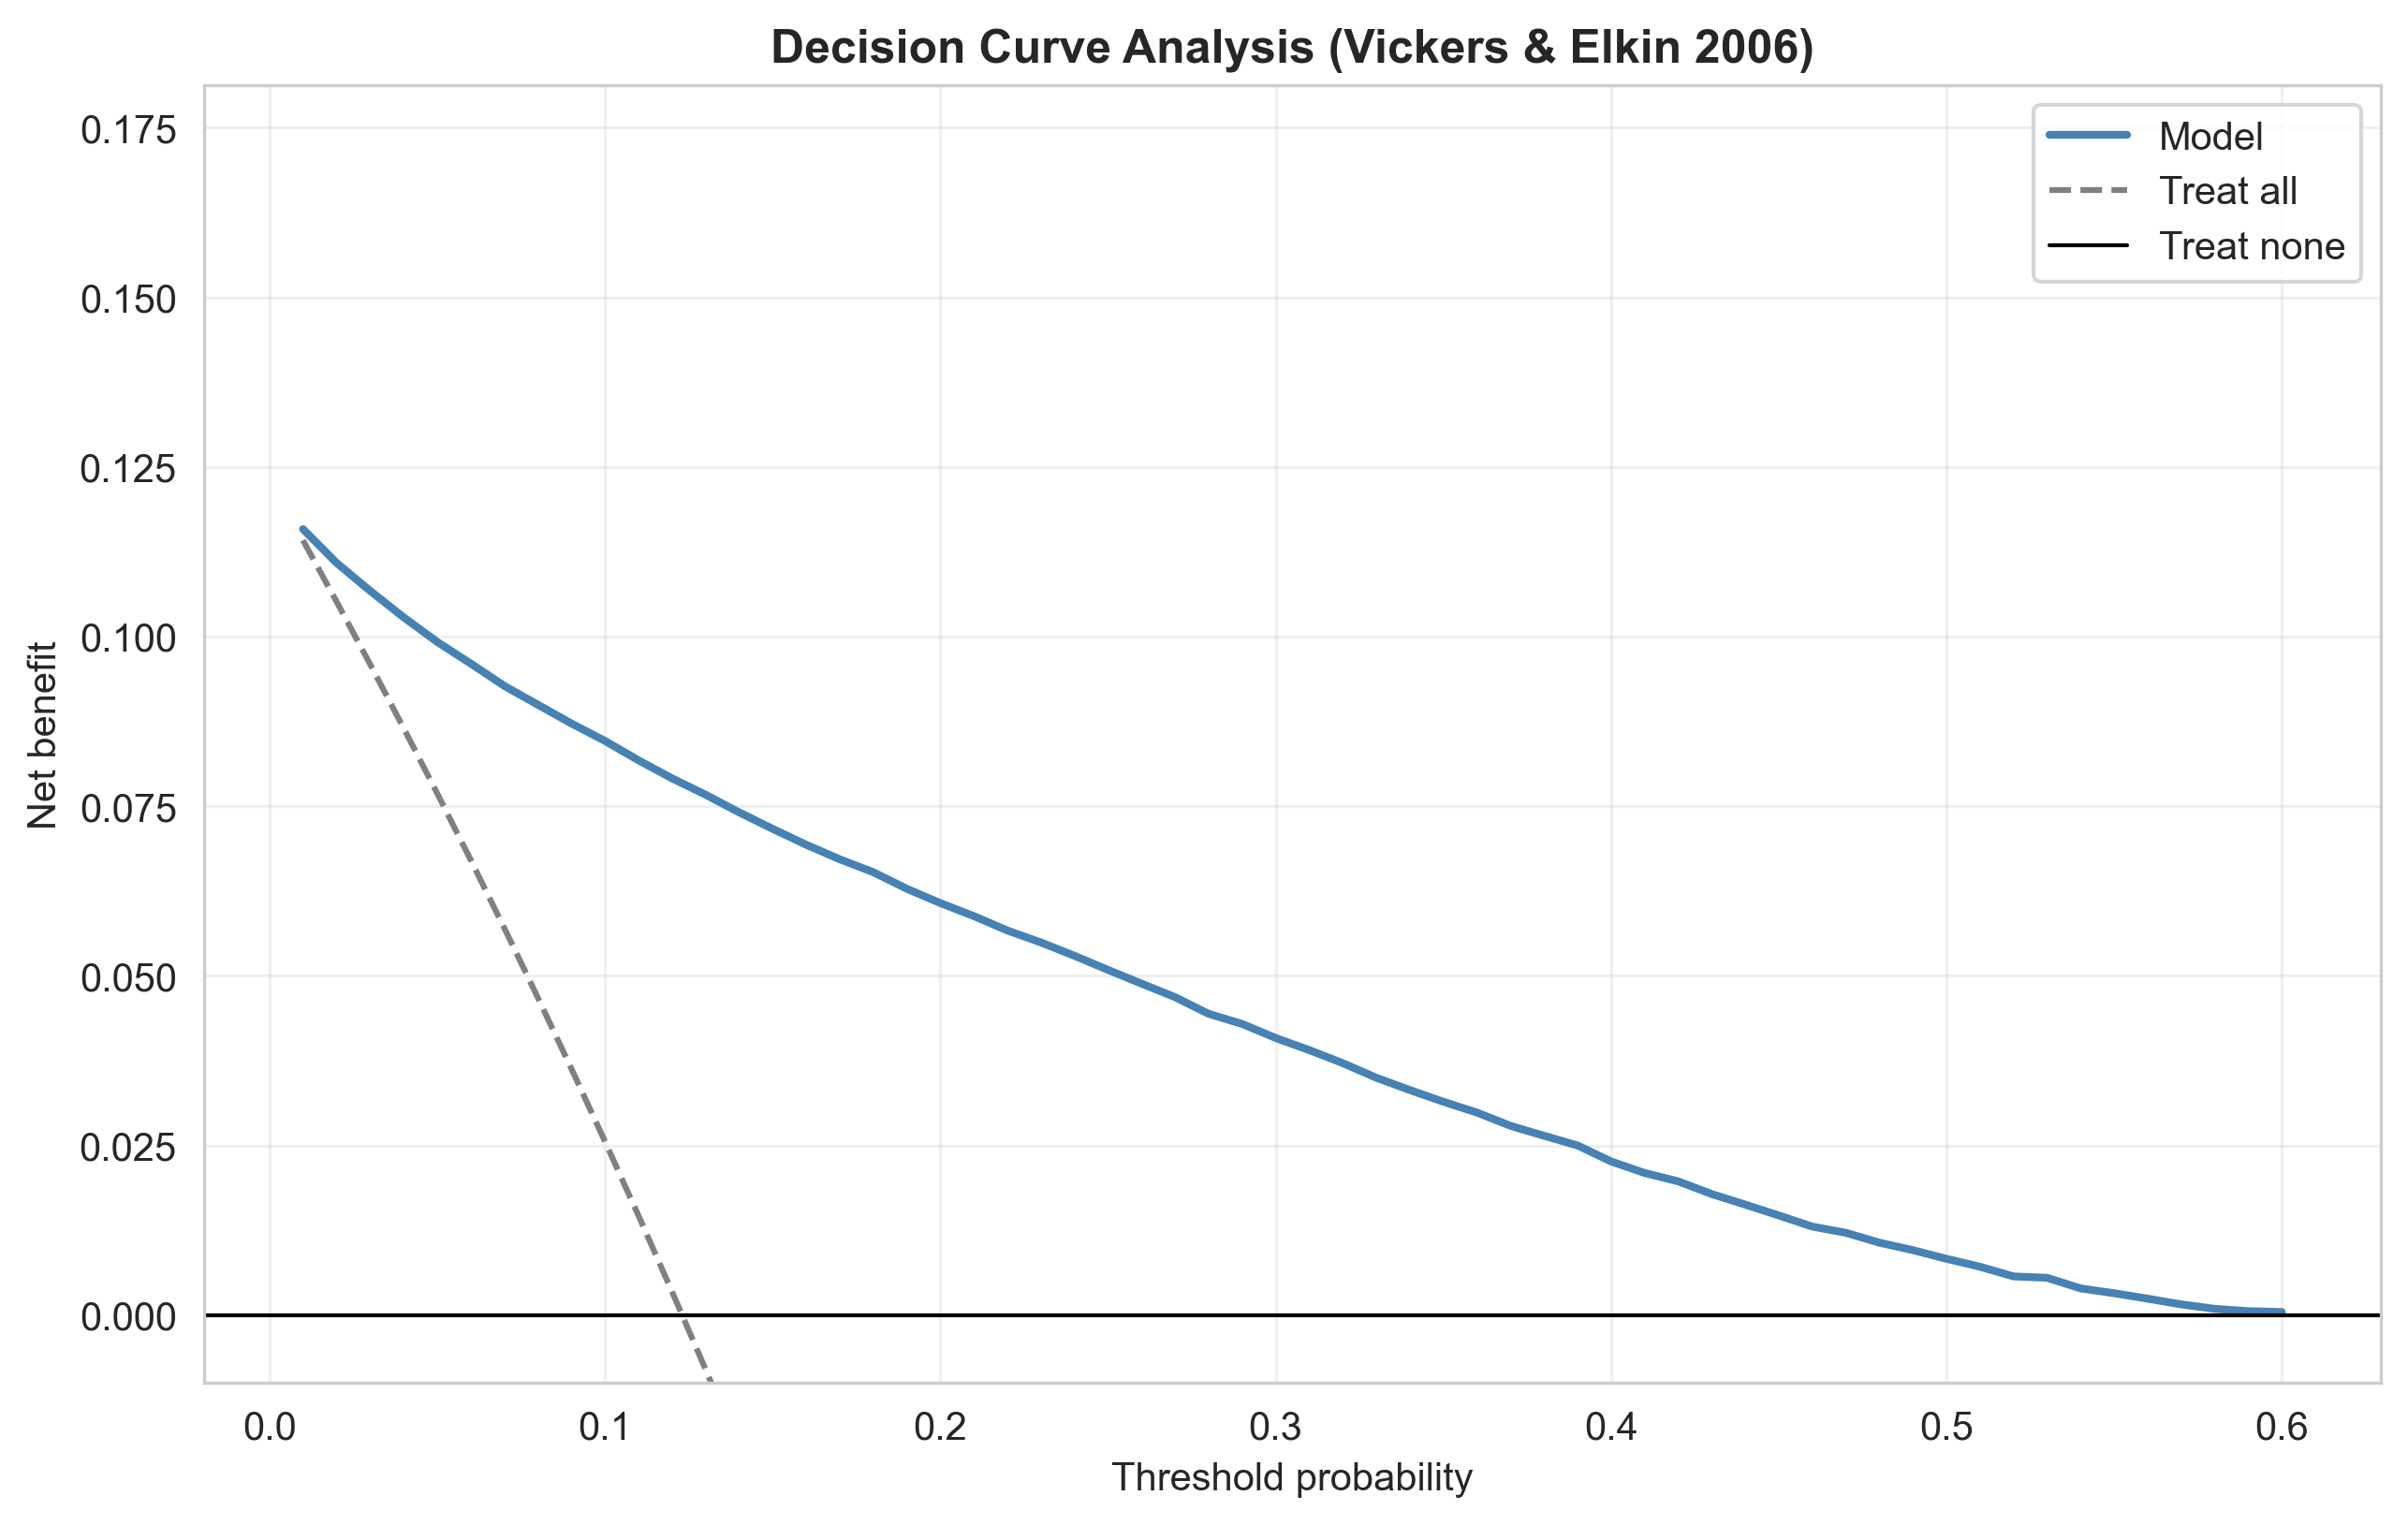 Decision Curve Analysis (Vickers & Elkin 2006)
Model
Treat all
Treat none
Net benefit
0.175
0.150
0.125
0.100
0.075
0.050
0.025
0.000
0.0 0.1 0.2 0.3 0.4 0.5 0.6
Threshold probability